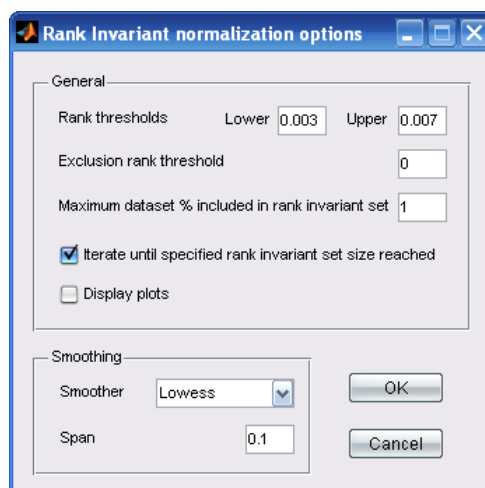 Rank Invariant normalization options
General
Rank thresholds Lower 0.003 Upper 0.007
Exclusion rank threshold 0
Maximum dataset % included in rank invariant set 1
Iterate until specified rank invariant set size reached
Display plots
Smoothing
Smoother Lowess
OK
Span 0.1
Cancel